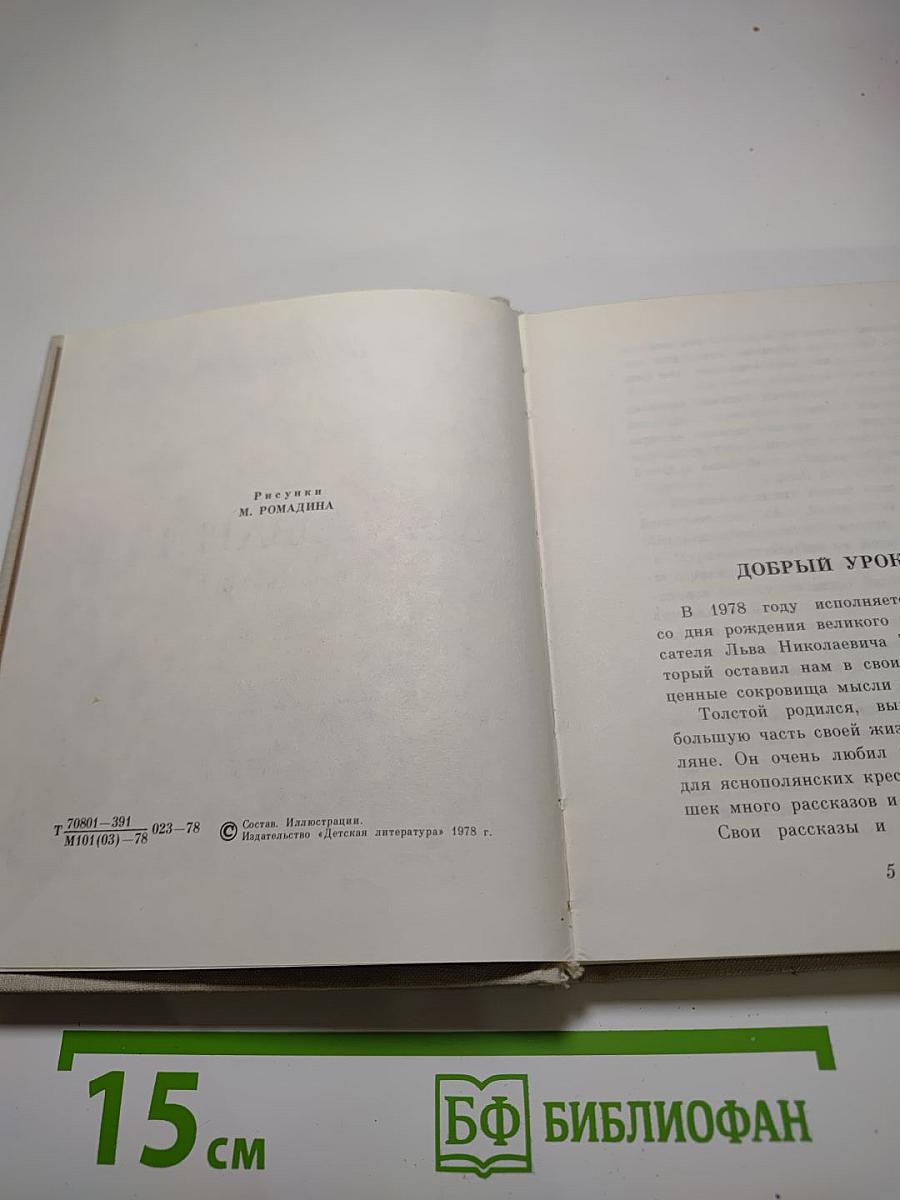 Рисунки
М. РОМАДИНА
Т 70801—391
М101(03)—78 023—78
© Состав. Иллюстрации.
Издательство «Детская литература» 1978 г.
ДОБРЫЙ УРОК
В 1978 году исполняетс
со дня рождения великого
сателя Льва Николаевича
торый оставил нам в свои
ценные сокровища мысли
Толстой родился, вы
большую часть своей жиз
ляне. Он очень любил
для яснополянских крес
шек много рассказов и
Свои рассказы и
5
15 см
БФ БИБЛИОФАН